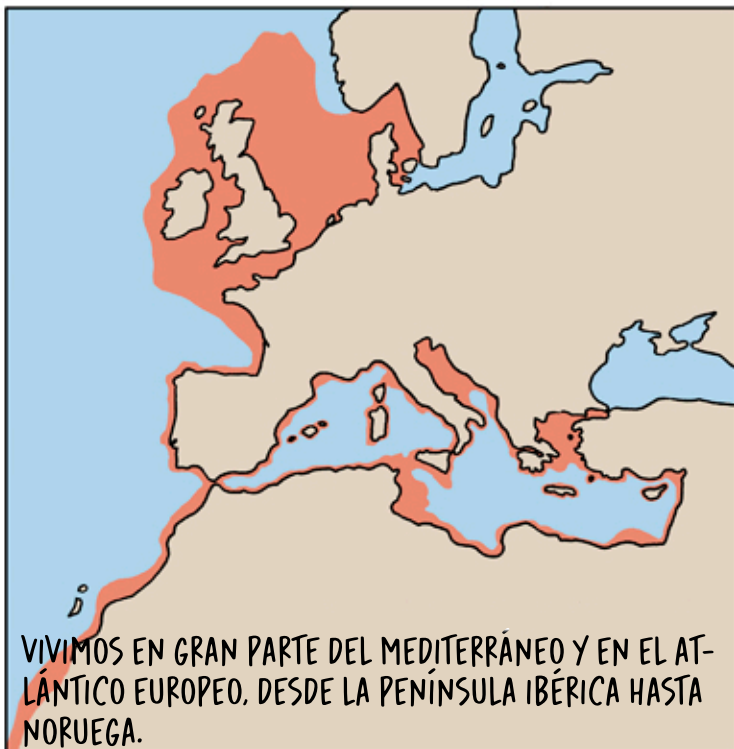 VIVIMOS EN GRAN PARTE DEL MEDITERRÁNEO Y EN EL AT-
LÁNTICO EUROPEO, DESDE LA PENÍNSULA IBÉRICA HASTA
NORUEGA.